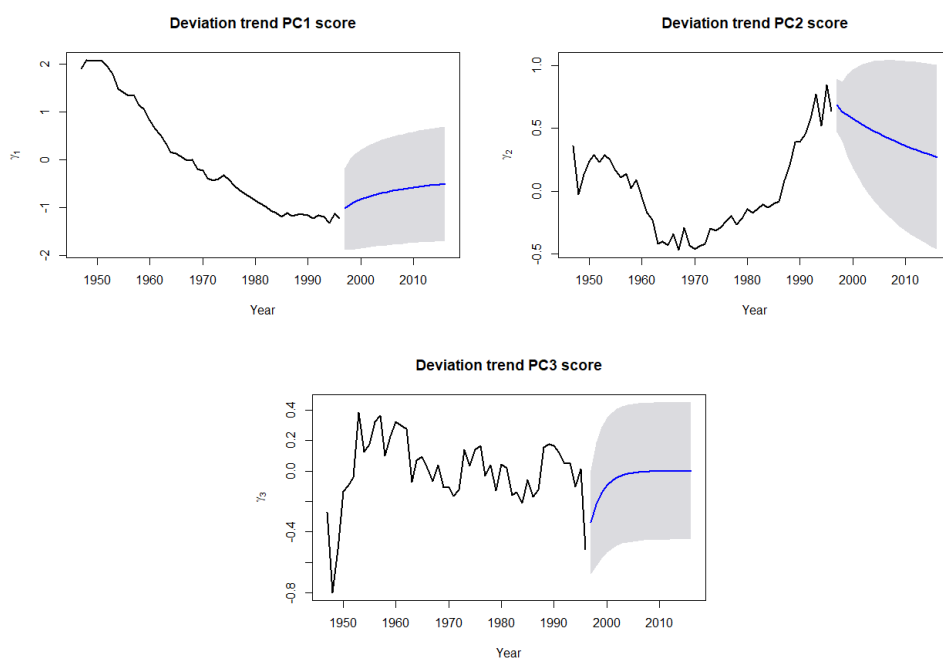 Deviation trend PC1 score
2
1
0
-1
-2
γ1
1950 1960 1970 1980 1990 2000 2010
Year
Deviation trend PC2 score
1.0
0.5
0.0
-0.5
γ2
1950 1960 1970 1980 1990 2000 2010
Year
Deviation trend PC3 score
0.4
0.0
-0.4
-0.8
γ3
1950 1960 1970 1980 1990 2000 2010
Year